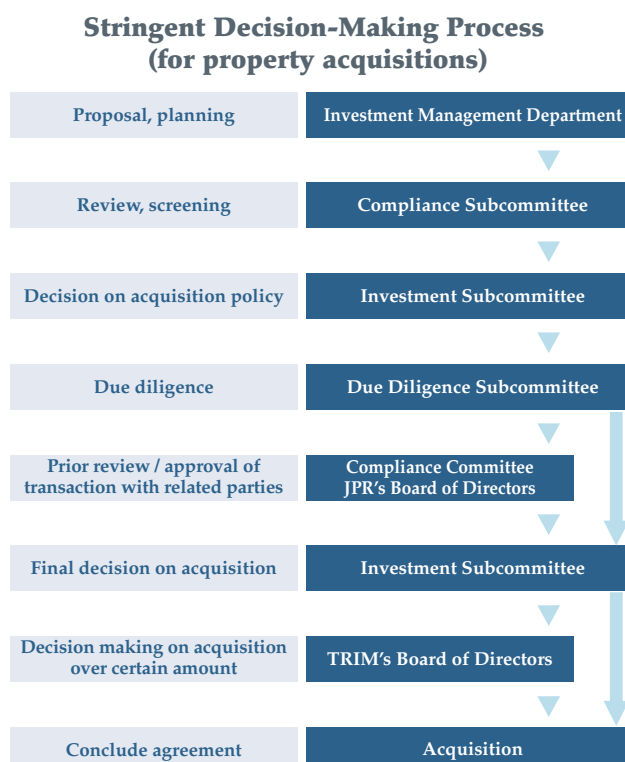 Stringent Decision-Making Process
(for property acquisitions)
Proposal, planning
Investment Management Department
Review, screening
Compliance Subcommittee
Decision on acquisition policy
Investment Subcommittee
Due diligence
Due Diligence Subcommittee
Prior review / approval of
transaction with related parties
Compliance Committee
JPR's Board of Directors
Final decision on acquisition
Investment Subcommittee
Decision making on acquisition
over certain amount
TRIM's Board of Directors
Conclude agreement
Acquisition